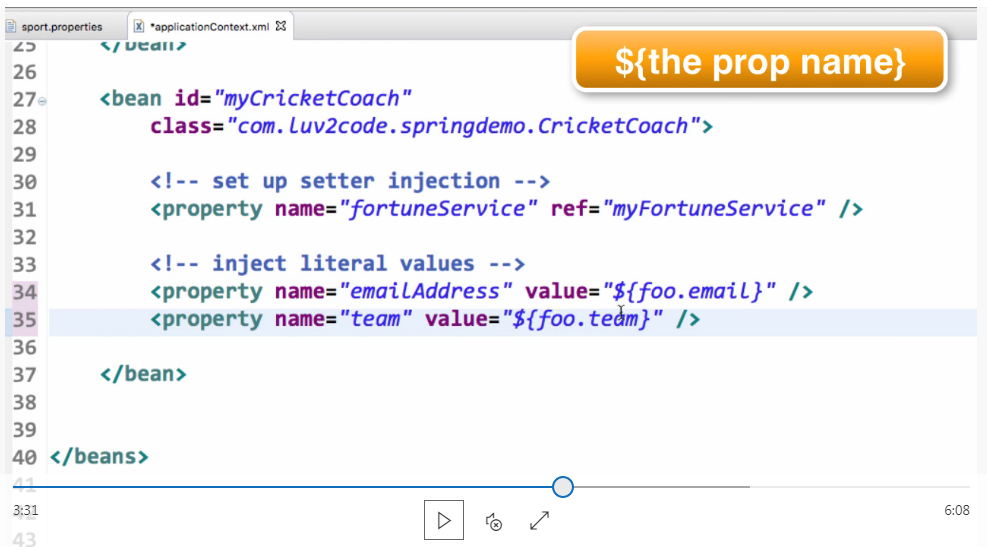 sport.properties
*applicationContext.xml
${the prop name}
25 </bean>
26
27 <bean id="myCricketCoach"
28 class="com.luv2code.springdemo.CricketCoach">
29
30 <!-- set up setter injection -->
31 <property name="fortuneService" ref="myFortuneService" />
32
33 <!-- inject literal values -->
34 <property name="emailAddress" value="${foo.email}" />
35 <property name="team" value="${foo.team}" />
36
37 </bean>
38
39
40 </beans>
41
3:31
6:08
42
43